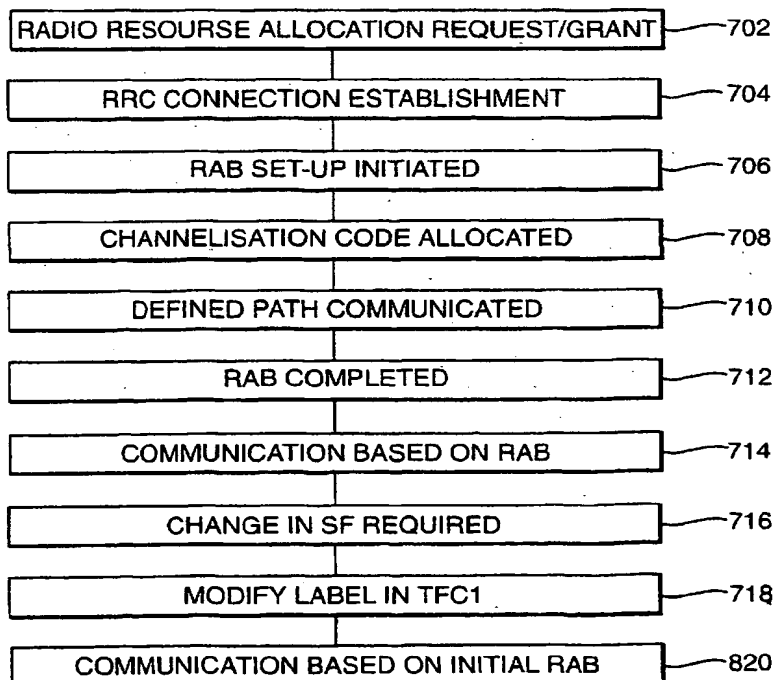 RADIO RESOURSE ALLOCATION REQUEST/GRANT 702
RRC CONNECTION ESTABLISHMENT 704
RAB SET-UP INITIATED 706
CHANNELISATION CODE ALLOCATED 708
DEFINED PATH COMMUNICATED 710
RAB COMPLETED 712
COMMUNICATION BASED ON RAB 714
CHANGE IN SF REQUIRED 716
MODIFY LABEL IN TFC1 718
COMMUNICATION BASED ON INITIAL RAB 820